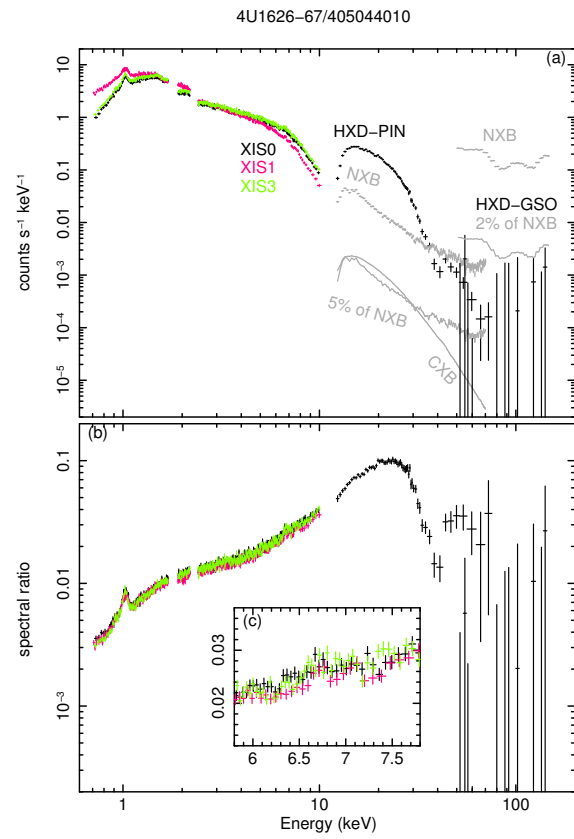 4U1626−67/405044010
(a)
10
1
0.1
0.01
10⁻³
10⁻⁴
10⁻⁵
counts s⁻¹ keV⁻¹
XIS0
XIS1
XIS3
HXD−PIN
NXB
NXB
HXD−GSO
2% of NXB
5% of NXB
CXB
(b)
0.1
0.01
10⁻³
spectral ratio
(c)
0.03
0.02
6
6.5
7
7.5
1
10
100
Energy (keV)